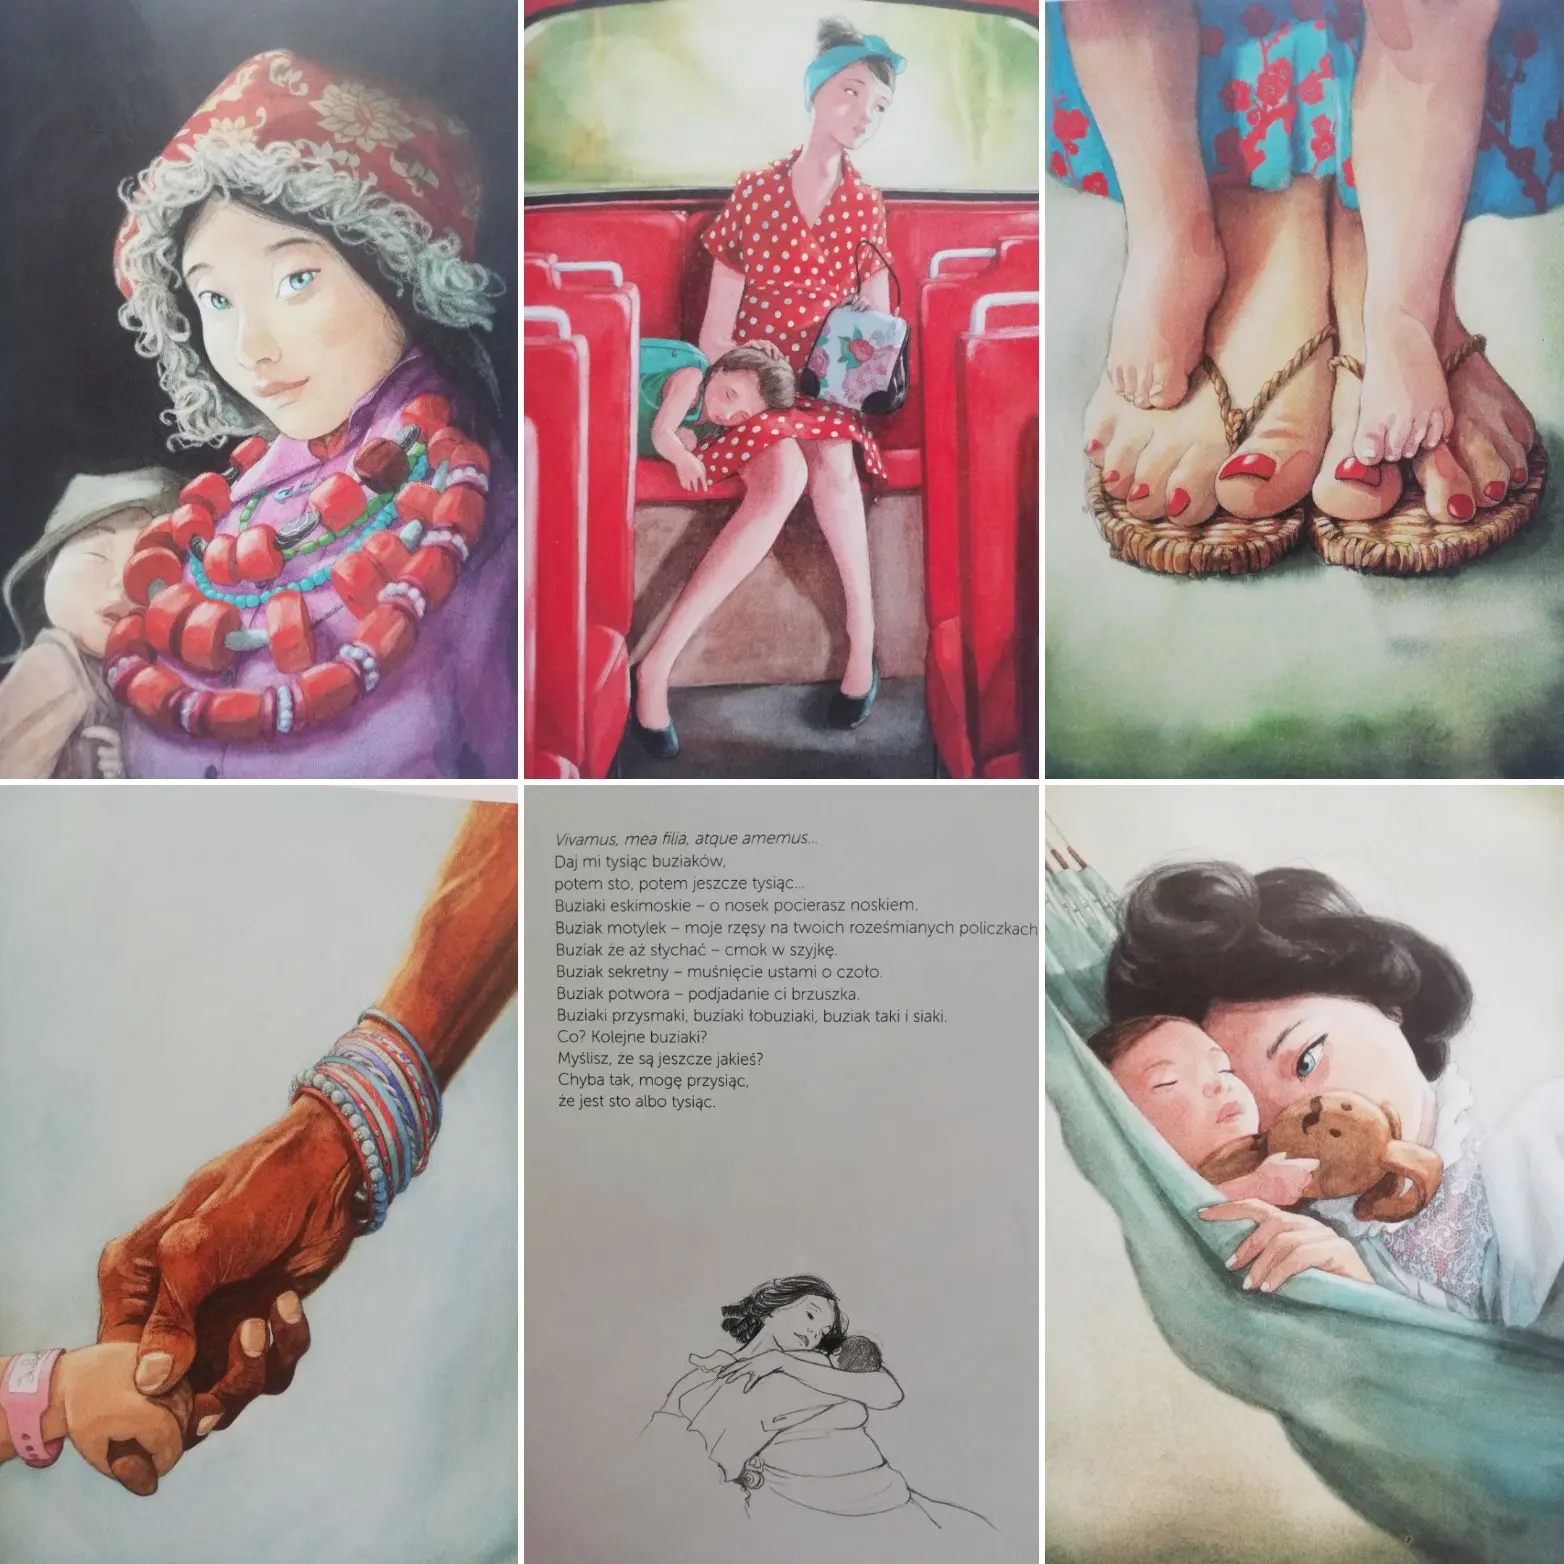 Vivamus, mea filia, atque amemus...
Daj mi tysiąc buziaków,
potem sto, potem jeszcze tysiąc...
Buziaki eskimoskie – o nosek pocierasz noskiem.
Buziak motylek – moje rzęsy na twoich roześmianych policzkach
Buziak że aż słychać – cmok w szyjkę.
Buziak sekretny – muśnięcie ustami o czoło.
Buziak potwora – podjadanie ci brzuszka.
Buziaki przysmaki, buziaki łobuziaki, buziak taki i siaki.
Co? Kolejne buziaki?
Myślisz, że są jeszcze jakieś?
Chyba tak, mogę przysiąc,
że jest sto albo tysiąc.